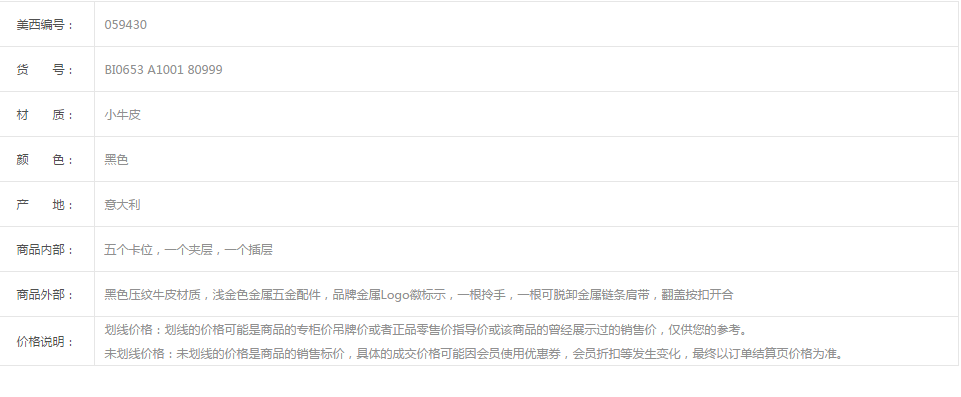 美西编号： 059430
货 号： BI0653 A1001 80999
材 质： 小牛皮
颜 色： 黑色
产 地： 意大利
商品内部： 五个卡位，一个夹层，一个插层
商品外部： 黑色压纹牛皮材质，浅金色金属五金配件，品牌金属Logo徽标示，一根拎手，一根可脱卸金属链条肩带，翻盖按扣开合
价格说明： 划线价格：划线的价格可能是商品的专柜价吊牌价或者正品零售价指导价或该商品的曾经展示过的销售价，仅供您的参考。
未划线价格：未划线的价格是商品的销售标价，具体的成交价格可能因会员使用优惠券，会员折扣等发生变化，最终以订单结算页价格为准。